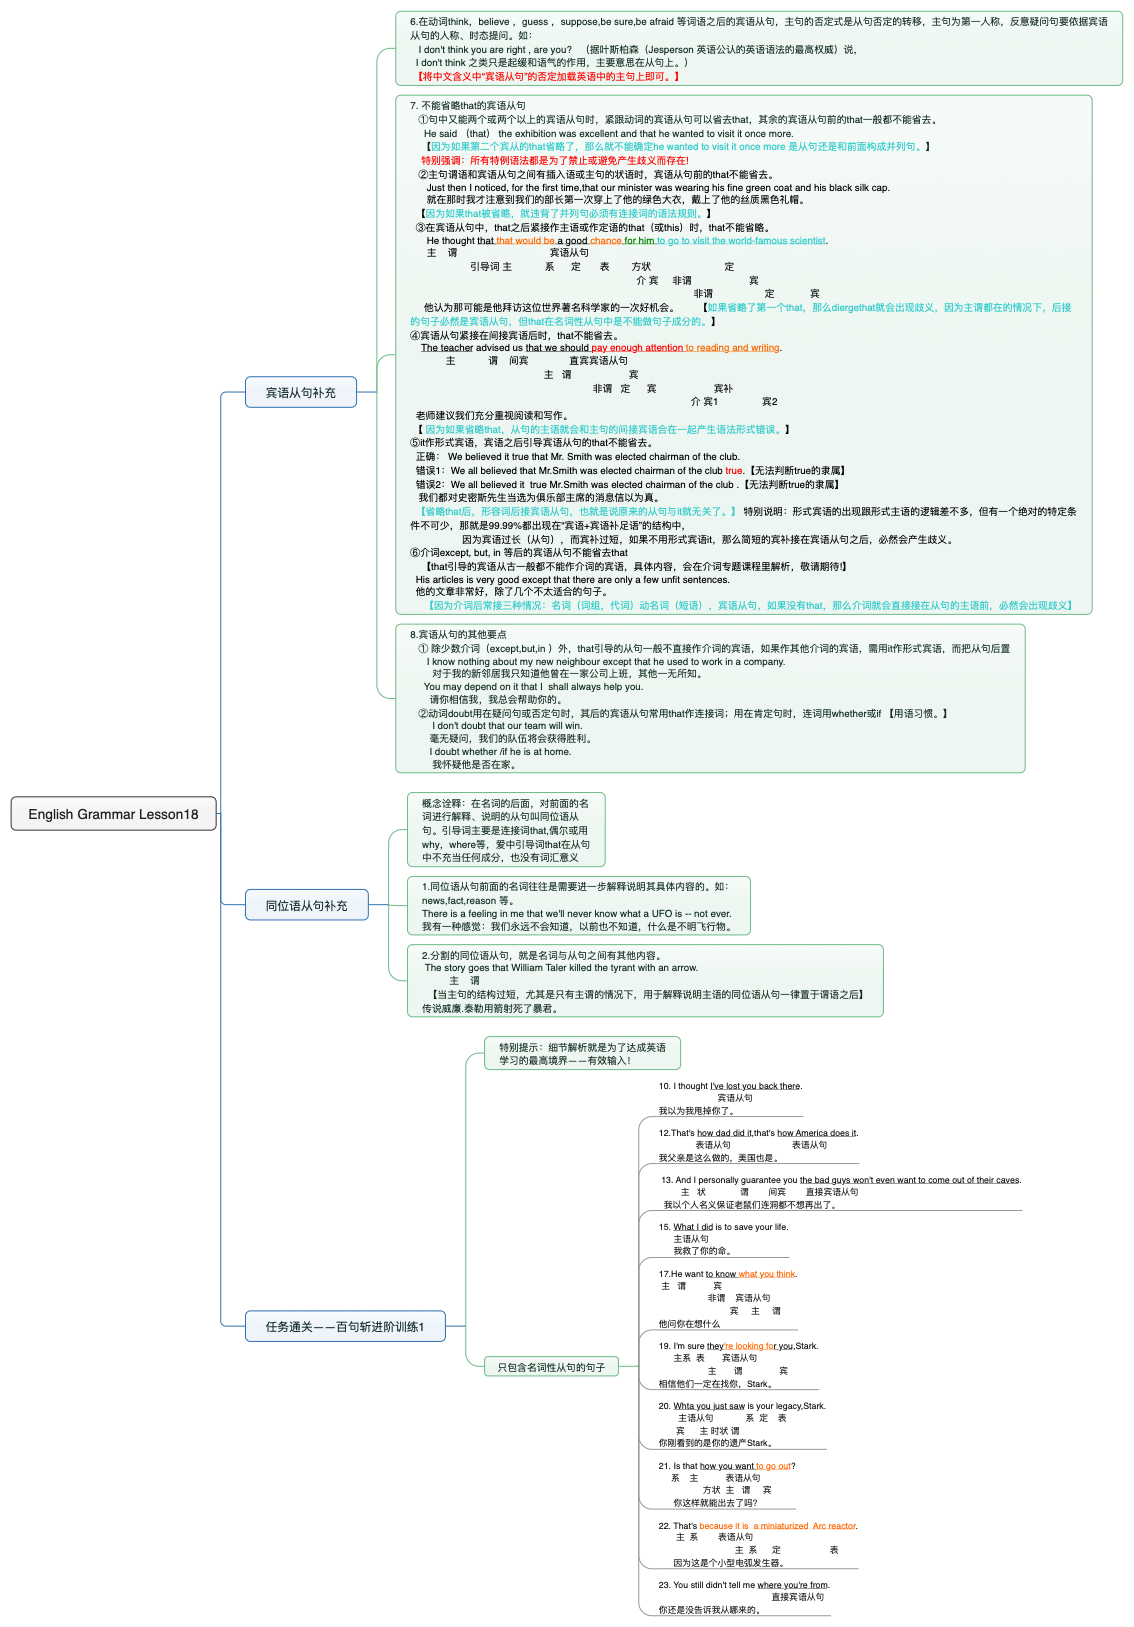 English Grammar Lesson18
宾语从句补充
6.在动词think，believe ，guess ，suppose,be sure,be afraid 等词语之后的宾语从句，主句的否定式是从句否定的转移，主句为第一人称，反意疑问句要依据宾语
从句的人称、时态提问。如：
I don't think you are right , are you? （据叶斯柏森（Jesperson 英语公认的英语语法的最高权威）说，
I don't think 之类只是起缓和语气的作用，主要意思在从句上。）
【将中文含义中“宾语从句”的否定加载英语中的主句上即可。】
7. 不能省略that的宾语从句
①句中又能两个或两个以上的宾语从句时，紧跟动词的宾语从句可以省去that，其余的宾语从句前的that一般都不能省去。
He said （that） the exhibition was excellent and that he wanted to visit it once more.
【因为如果第二个宾从的that省略了，那么就不能确定he wanted to visit it once more 是从句还是和前面构成并列句。】
特别强调：所有特例语法都是为了禁止或避免产生歧义而存在!
②主句谓语和宾语从句之间有插入语或主句的状语时，宾语从句前的that不能省去。
Just then I noticed, for the first time,that our minister was wearing his fine green coat and his black silk cap.
就在那时我才注意到我们的部长第一次穿上了他的绿色大衣，戴上了他的丝质黑色礼帽。
【因为如果that被省略，就违背了并列句必须有连接词的语法规则。】
③在宾语从句中，that之后紧接作主语或作定语的that（或this）时，that不能省略。
He thought that that would be a good chance for him to go to visit the world-famous scientist.
主 谓 宾语从句
引导词 主 系 定 表 方状 定
介 宾 非谓 宾
非谓 定 宾
他认为那可能是他拜访这位世界著名科学家的一次好机会。 【如果省略了第一个that，那么diergethat就会出现歧义，因为主谓都在的情况下，后接
的句子必然是宾语从句，但that在名词性从句中是不能做句子成分的。】
④宾语从句紧接在间接宾语后时，that不能省去。
The teacher advised us that we should pay enough attention to reading and writing.
主 谓 间宾 直宾宾语从句
主 谓 宾
非谓 定 宾 宾补
介 宾1 宾2
老师建议我们充分重视阅读和写作。
【 因为如果省略that，从句的主语就会和主句的间接宾语合在一起产生语法形式错误。】
⑤it作形式宾语，宾语之后引导宾语从句的that不能省去。
正确： We believed it true that Mr. Smith was elected chairman of the club.
错误1：We all believed that Mr.Smith was elected chairman of the club true.【无法判断true的隶属】
错误2：We all believed it true Mr.Smith was elected chairman of the club .【无法判断true的隶属】
我们都对史密斯先生当选为俱乐部主席的消息信以为真。
【省略that后，形容词后接宾语从句，也就是说原来的从句与it就无关了。】 特别说明：形式宾语的出现跟形式主语的逻辑差不多，但有一个绝对的特定条
件不可少，那就是99.99%都出现在“宾语+宾语补足语”的结构中，
因为宾语过长（从句），而宾补过短，如果不用形式宾语it，那么简短的宾补接在宾语从句之后，必然会产生歧义。
⑥介词except, but, in 等后的宾语从句不能省去that
【that引导的宾语从古一般都不能作介词的宾语，具体内容，会在介词专题课程里解析，敬请期待!】
His articles is very good except that there are only a few unfit sentences.
他的文章非常好，除了几个不太适合的句子。
【因为介词后常接三种情况：名词（词组，代词）动名词（短语），宾语从句，如果没有that，那么介词就会直接接在从句的主语前，必然会出现歧义】
8.宾语从句的其他要点
① 除少数介词（except,but,in ）外，that引导的从句一般不直接作介词的宾语，如果作其他介词的宾语，需用it作形式宾语，而把从句后置
I know nothing about my new neighbour except that he used to work in a company.
对于我的新邻居我只知道他曾在一家公司上班，其他一无所知。
You may depend on it that I shall always help you.
请你相信我，我总会帮助你的。
②动词doubt用在疑问句或否定句时，其后的宾语从句常用that作连接词；用在肯定句时，连词用whether或if 【用语习惯。】
I don't doubt that our team will win.
毫无疑问，我们的队伍将会获得胜利。
I doubt whether /if he is at home.
我怀疑他是否在家。
同位语从句补充
概念诠释：在名词的后面，对前面的名
词进行解释、说明的从句叫同位语从
句。引导词主要是连接词that,偶尔或用
why，where等，爱中引导词that在从句
中不充当任何成分，也没有词汇意义
1.同位语从句前面的名词往往是需要进一步解释说明其具体内容的。如：
news,fact,reason 等。
There is a feeling in me that we'll never know what a UFO is -- not ever.
我有一种感觉：我们永远不会知道，以前也不知道，什么是不明飞行物。
2.分割的同位语从句，就是名词与从句之间有其他内容。
The story goes that William Taler killed the tyrant with an arrow.
主 谓
【当主句的结构过短，尤其是只有主谓的情况下，用于解释说明主语的同位语从句一律置于谓语之后】
传说威廉.泰勒用箭射死了暴君。
任务通关——百句斩进阶训练1
特别提示：细节解析就是为了达成英语
学习的最高境界——有效输入!
只包含名词性从句的句子
10. I thought I've lost you back there.
宾语从句
我以为我甩掉你了。
12.That's how dad did it,that's how America does it.
表语从句 表语从句
我父亲是这么做的，美国也是。
13. And I personally guarantee you the bad guys won't even want to come out of their caves.
主 状 谓 间宾 直接宾语从句
我以个人名义保证老鼠们连洞都不想再出了。
15. What I did is to save your life.
主语从句
我救了你的命。
17.He want to know what you think.
主 谓 宾
非谓 宾语从句
宾 主 谓
他问你在想什么
19. I'm sure they're looking for you,Stark.
主系 表 宾语从句
主 谓 宾
相信他们一定在找你，Stark。
20. Whta you just saw is your legacy,Stark.
主语从句 系 定 表
宾 主 时状 谓
你刚看到的是你的遗产Stark。
21. Is that how you want to go out?
系 主 表语从句
方状 主 谓 宾
你这样就能出去了吗?
22. That's because it is a miniaturized Arc reactor.
主 系 表语从句
主 系 定 表
因为这是个小型电弧发生器。
23. You still didn't tell me where you're from.
直接宾语从句
你还是没告诉我从哪来的。